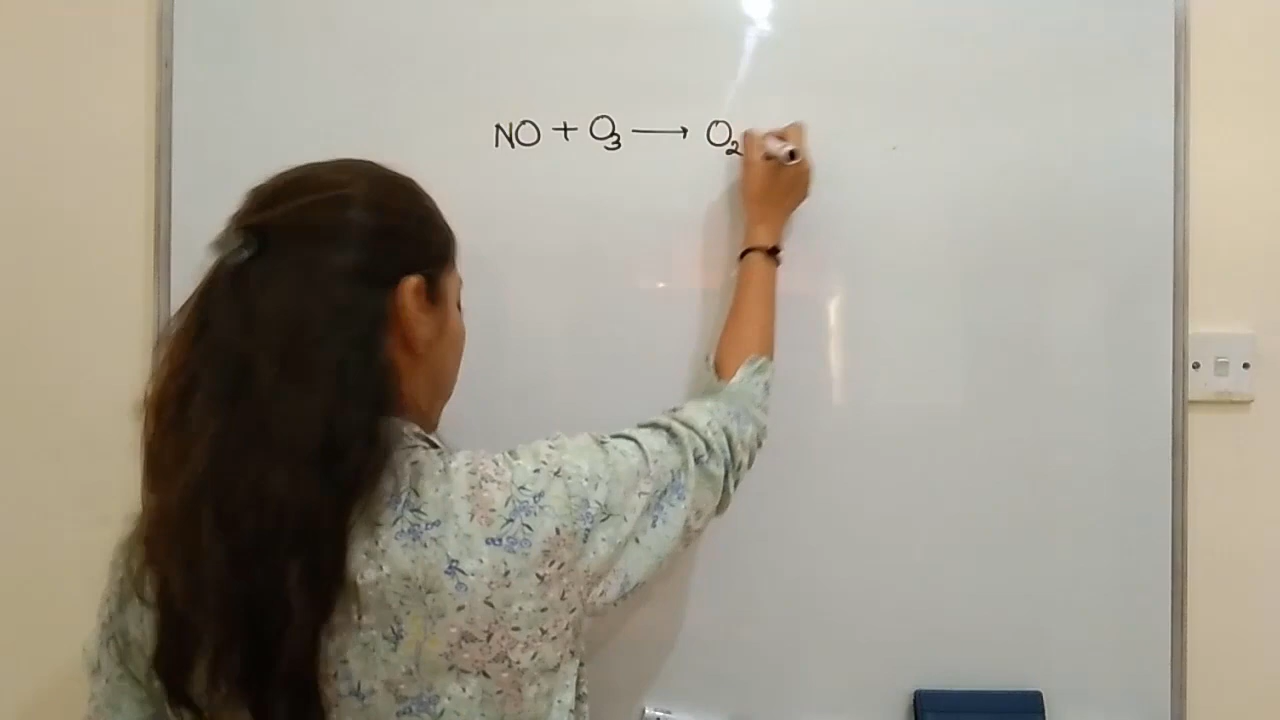 NO + O₃ ⟶ O₂